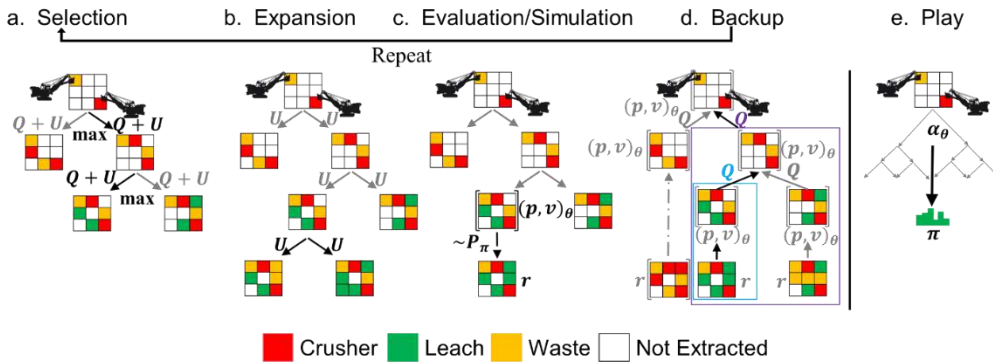 a. Selection
b. Expansion
c. Evaluation/Simulation
d. Backup
e. Play
Repeat
Q + U
max
Q + U
Q + U
max
Q + U
U
U
U
U
U
U
U
U
U
U
(p, v)θ
~Pπ
r
(p, v)θ
Q
Q
(p, v)θ
(p, v)θ
Q
Q
(p, v)θ
(p, v)θ
r
r
r
αθ
π
Crusher
Leach
Waste
Not Extracted